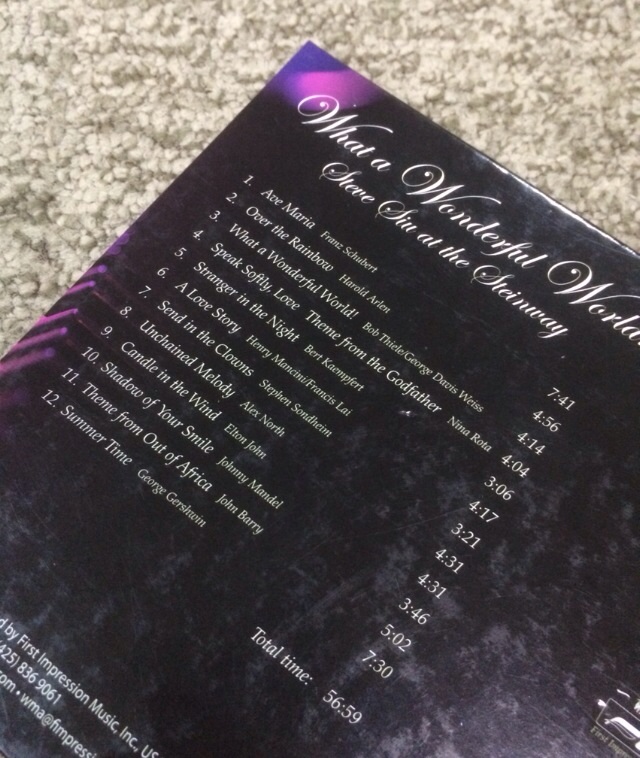 What a Wonderful World
Steve Siu at the Steinway
1. Ave Maria Franz Schubert 7:41
2. Over the Rainbow Harold Arlen 4:56
3. What a Wonderful World! Bob Thiele/George Davis Weiss 4:14
4. Speak Softly, Love Theme from the Godfather Nina Rota 4:04
5. Stranger in the Night Bert Kaempfert 3:06
6. A Love Story Henry Mancini/Francis Lai 4:17
7. Send in the Clowns Stephen Sondheim 3:21
8. Unchained Melody Alex North 4:31
9. Candle in the Wind Elton John 4:31
10. Shadow of Your Smile Johnny Mandel 3:46
11. Theme from Out of Africa John Barry 5:02
12. Summer Time George Gershwin 7:30
Total time: 56:59
d by First Impression Music, Inc, US
425) 836 9061
om • wma@fimpressi
First Impre